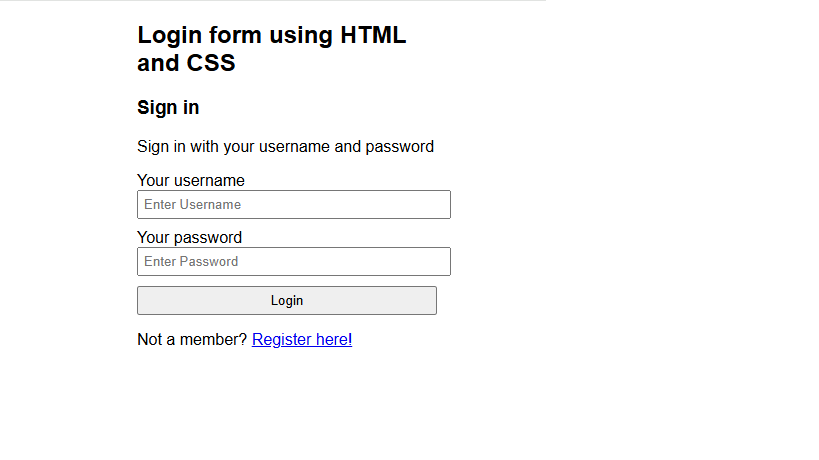 Login form using HTML
and CSS
Sign in
Sign in with your username and password
Your username
Enter Username
Your password
Enter Password
Login
Not a member? Register here!